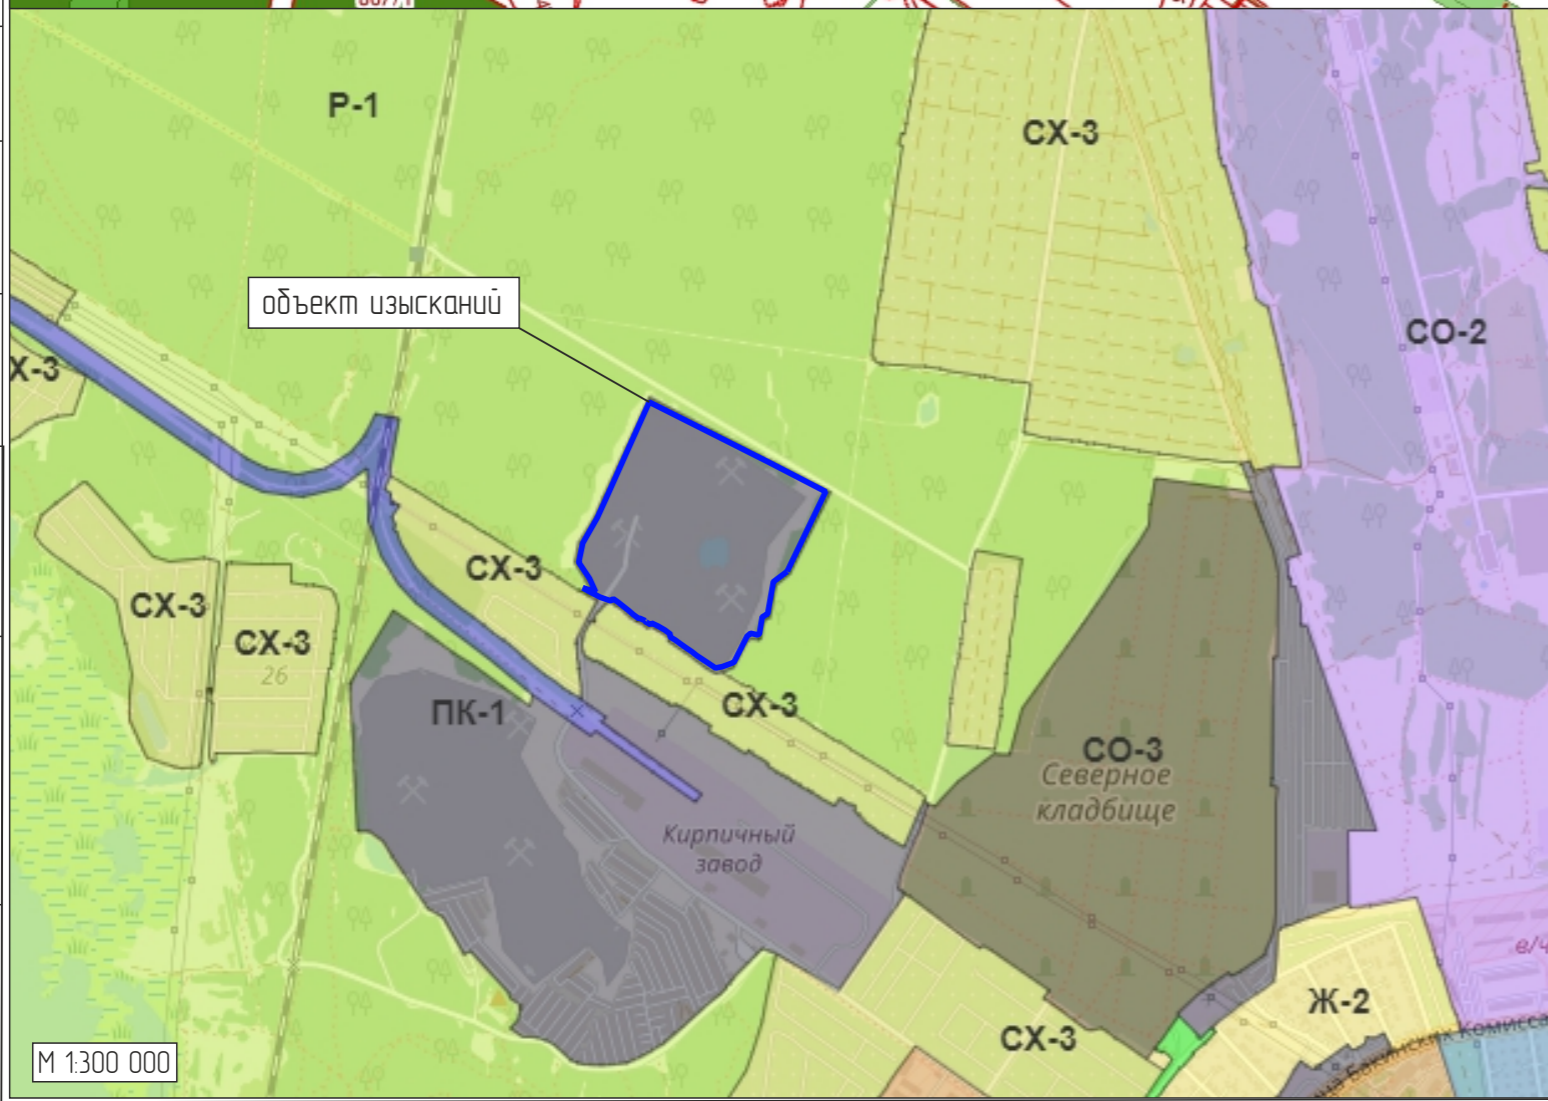 Р-1
СХ-3
объект изысканий
СО-2
Х-3
СХ-3
СХ-3
СХ-3
26
ПК-1
СХ-3
СО-3
Северное
кладбище
Кирпичный
завод
Ж-2
СХ-3
М 1:300 000